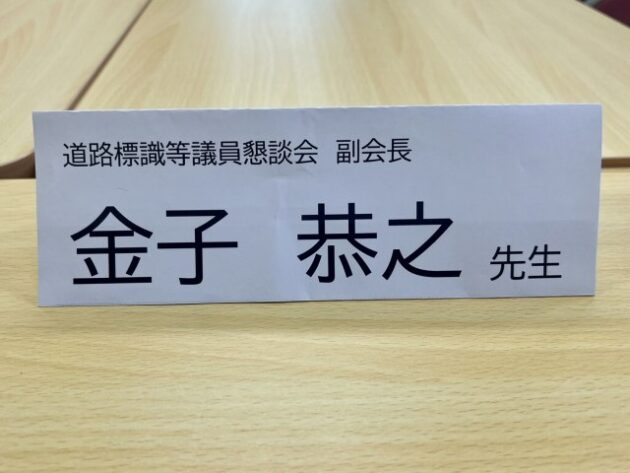 道路標識等議員懇談会 副会長
金子 恭之 先生